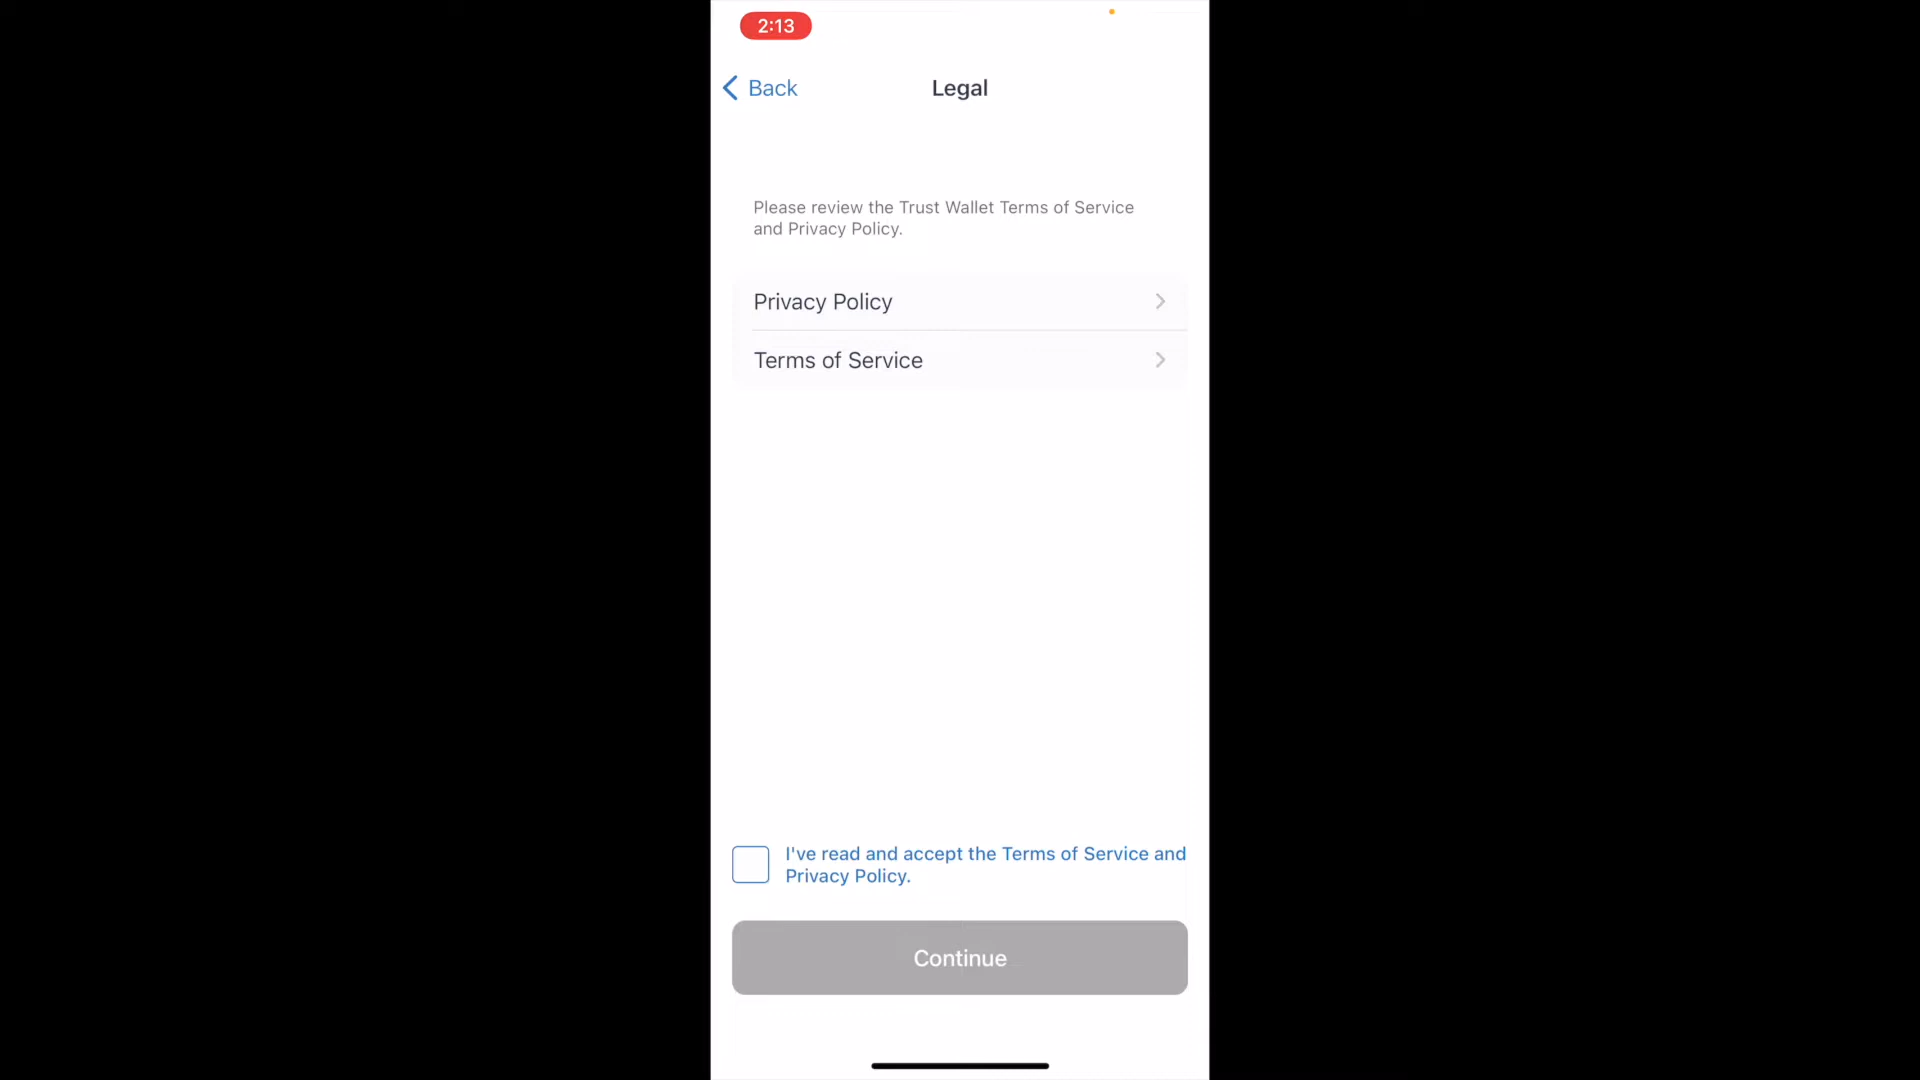 2:13
Back
Legal
Please review the Trust Wallet Terms of Service
and Privacy Policy.
Privacy Policy
Terms of Service
I've read and accept the Terms of Service and
Privacy Policy.
Continue